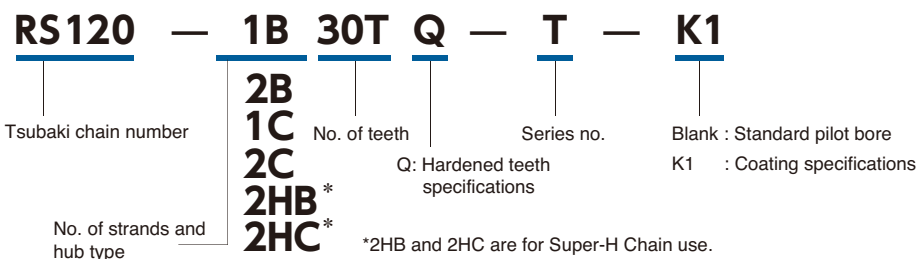 RS120 — 1B 30T Q — T — K1
2B
1C
2C
2HB*
2HC*
Tsubaki chain number
No. of teeth
Series no.
Blank : Standard pilot bore
K1 : Coating specifications
Q: Hardened teeth
specifications
No. of strands and
hub type
*2HB and 2HC are for Super-H Chain use.